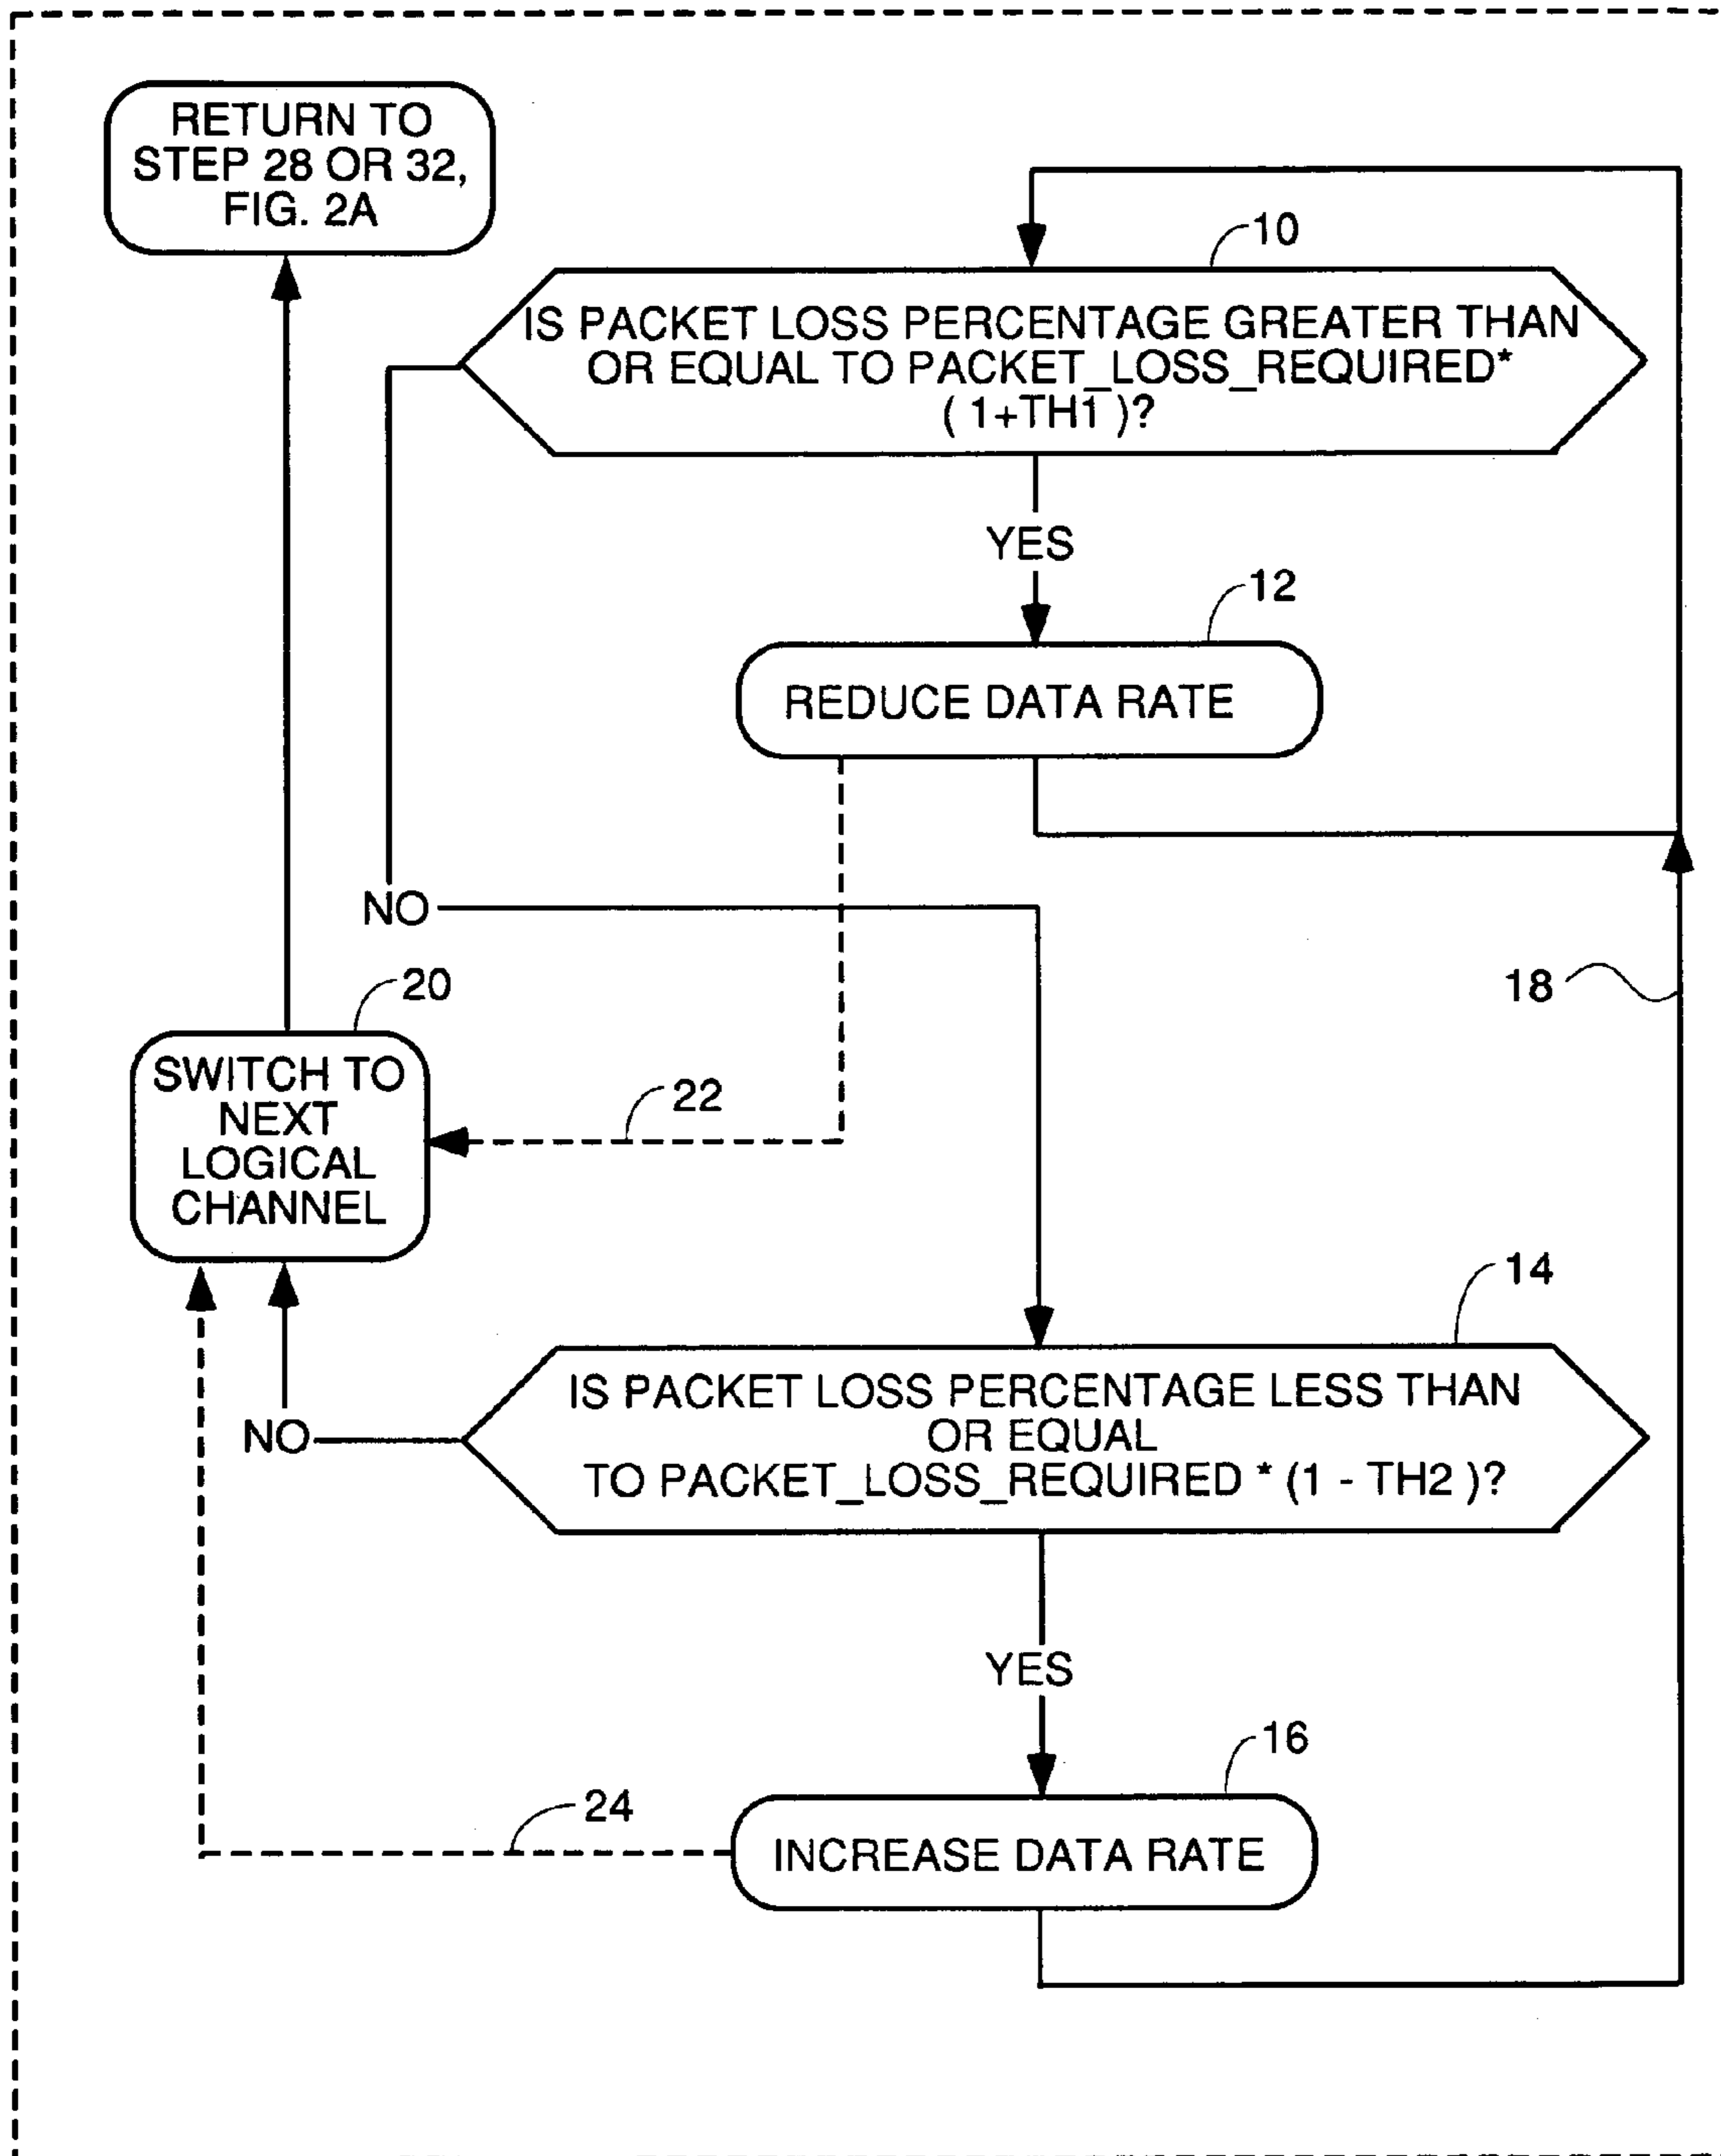 RETURN TO
STEP 28 OR 32,
FIG. 2A
10
IS PACKET LOSS PERCENTAGE GREATER THAN
OR EQUAL TO PACKET_LOSS_REQUIRED*
( 1+TH1 )?
YES
12
REDUCE DATA RATE
NO
18
20
SWITCH TO
NEXT
LOGICAL
CHANNEL
22
14
IS PACKET LOSS PERCENTAGE LESS THAN
OR EQUAL
TO PACKET_LOSS_REQUIRED * (1 - TH2 )?
NO
YES
16
24
INCREASE DATA RATE